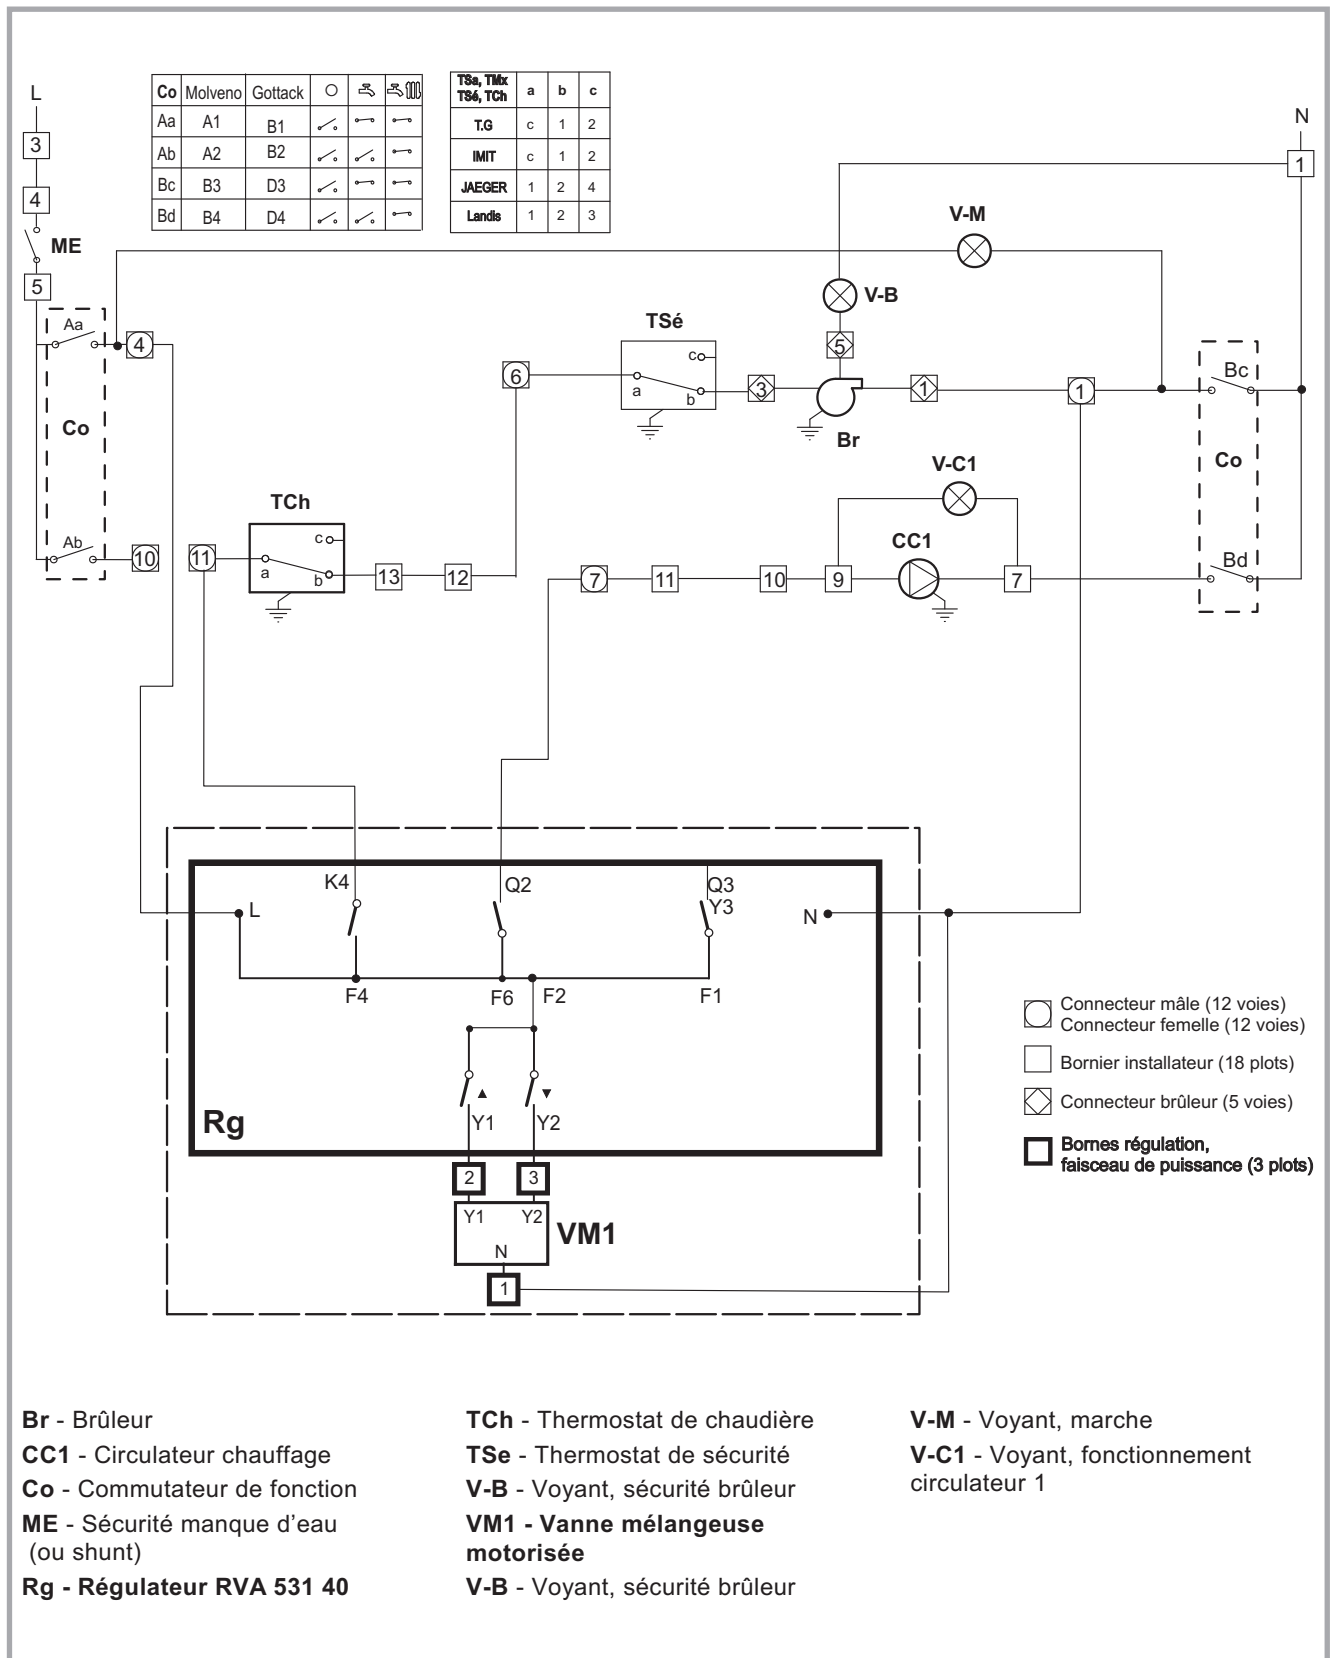 L
N
3
4
ME
5
Co Molveno Gottack
Aa A1 B1
Ab A2 B2
Bc B3 D3
Bd B4 D4
TSa, TMx
TSé, TCh a b c
T.G c 1 2
IMIT c 1 2
JAEGER 1 2 4
Landis 1 2 3
1
V-M
V-B
Aa
4
TSé
c
a
b
6
3
5
1
1
Br
Bc
Co
Co
V-C1
TCh
CC1
Ab
10
11
c
a
b
13
12
7
11
10
9
7
Bd
K4
Q2
Q3
Y3
L
N
F4
F6
F2
F1
Y1
Y2
Rg
2
3
Y1
Y2
VM1
N
1
Connecteur mâle (12 voies)
Connecteur femelle (12 voies)
Bornier installateur (18 plots)
Connecteur brûleur (5 voies)
Bornes régulation,
faisceau de puissance (3 plots)
Br - Brûleur
CC1 - Circulateur chauffage
Co - Commutateur de fonction
ME - Sécurité manque d'eau
(ou shunt)
Rg - Régulateur RVA 531 40
TCh - Thermostat de chaudière
TSe - Thermostat de sécurité
V-B - Voyant, sécurité brûleur
VM1 - Vanne mélangeuse
motorisée
V-B - Voyant, sécurité brûleur
V-M - Voyant, marche
V-C1 - Voyant, fonctionnement
circulateur 1